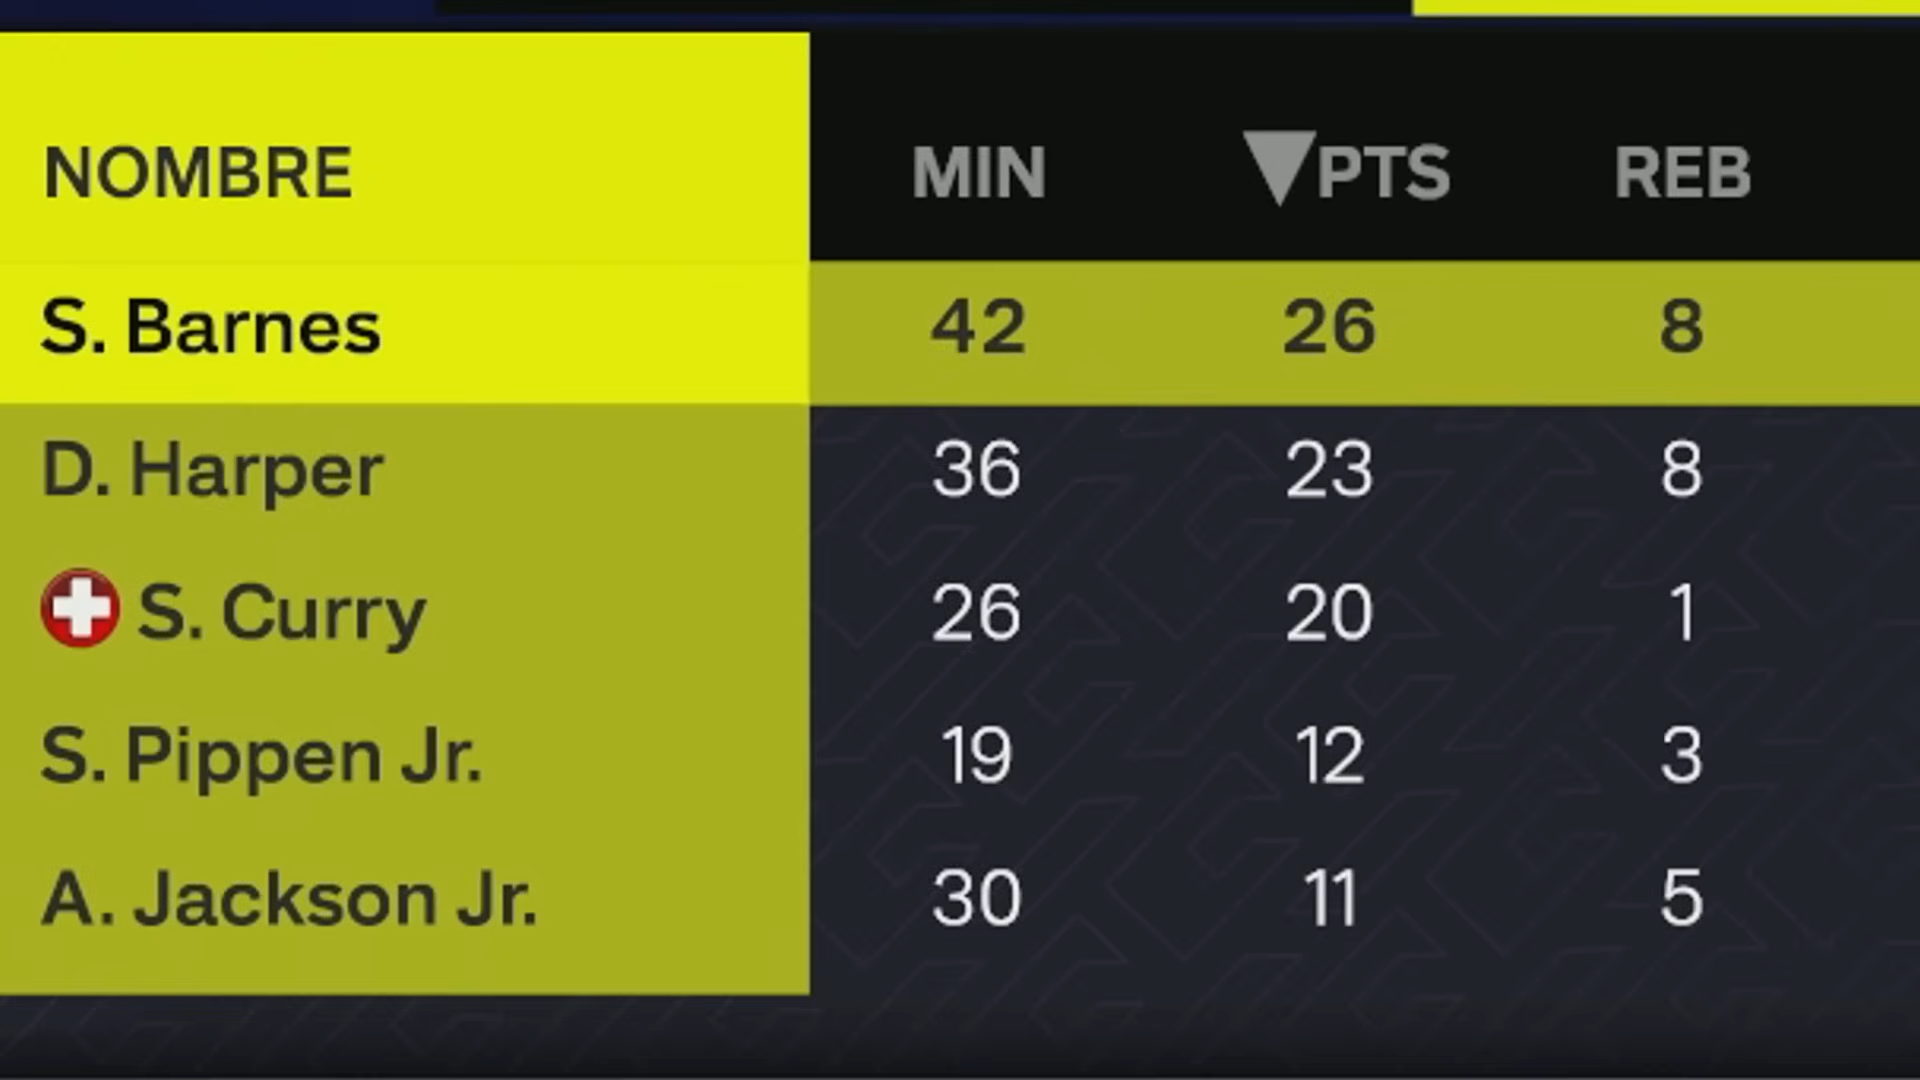 NOMBRE MIN ▼PTS REB
S. Barnes 42 26 8
D. Harper 36 23 8
S. Curry 26 20 1
S. Pippen Jr. 19 12 3
A. Jackson Jr. 30 11 5